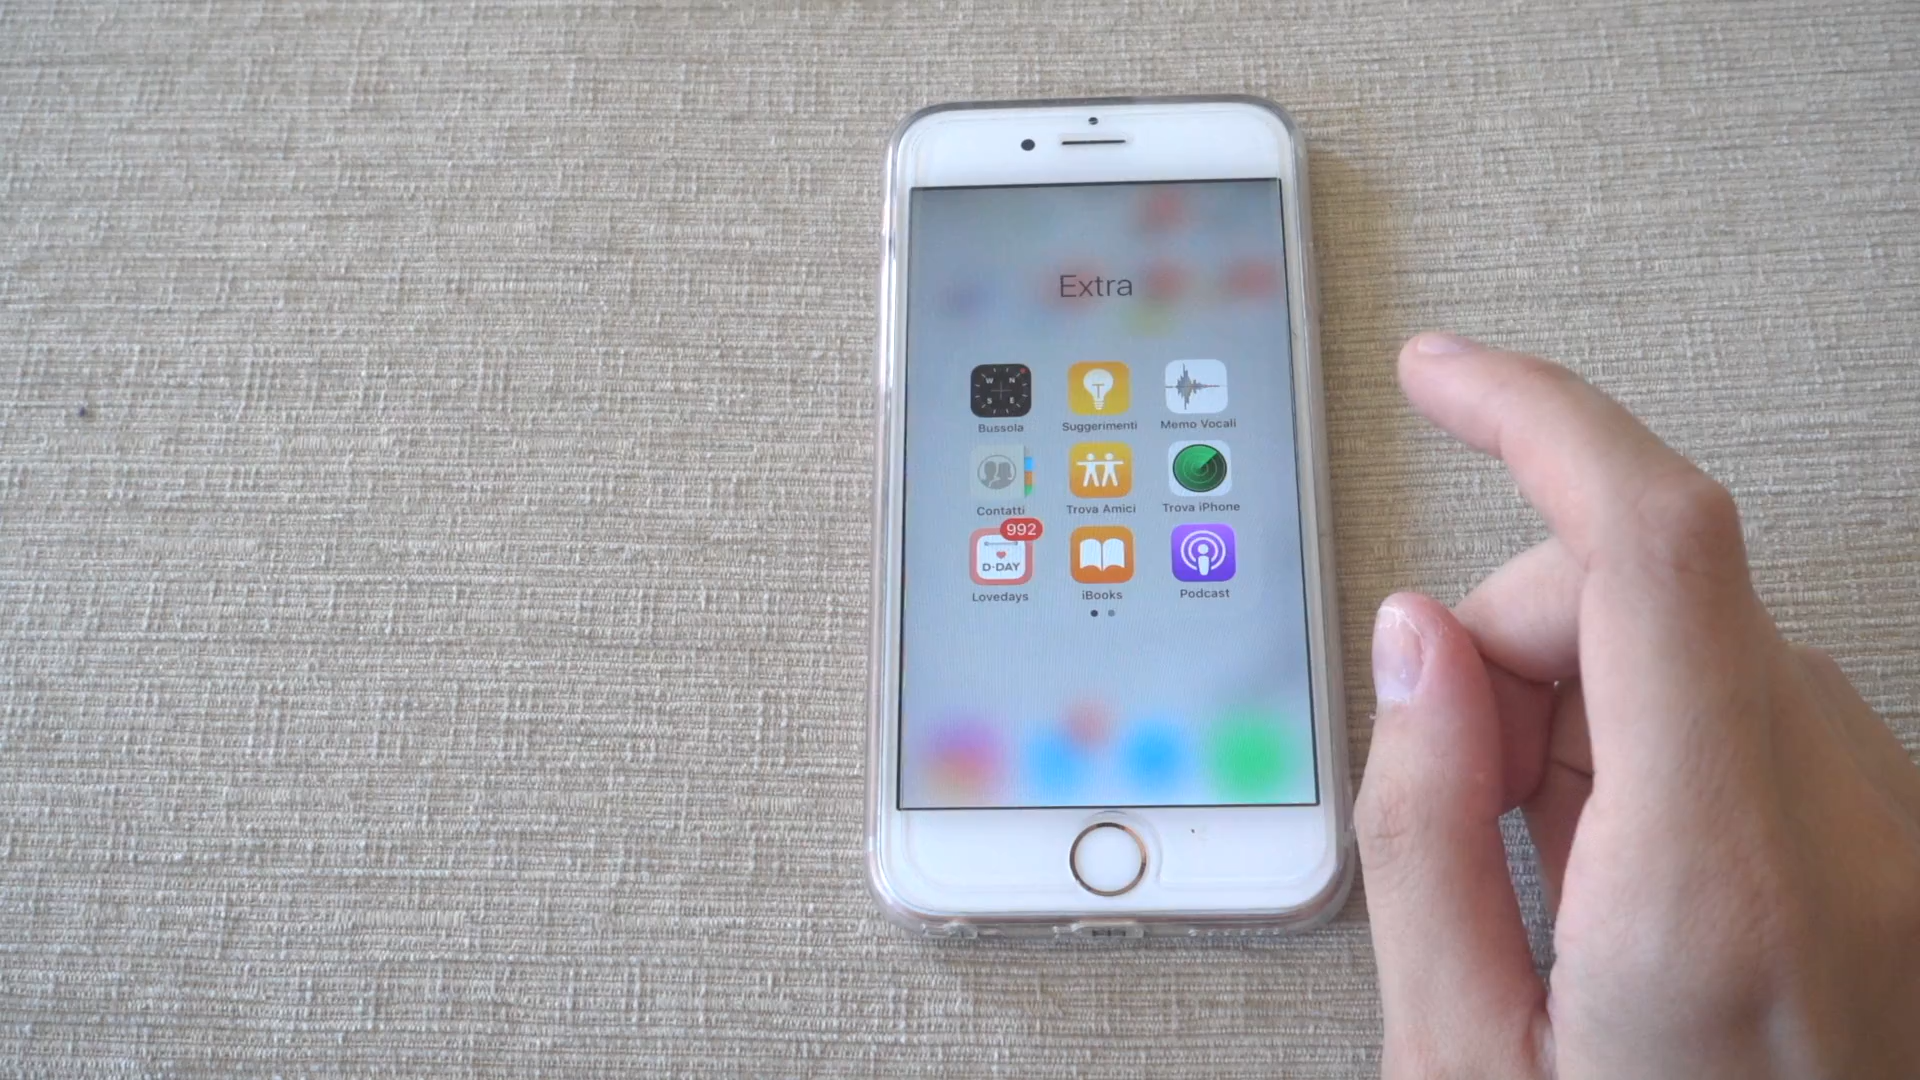 Extra
W N
S E
T
Bussola Suggerimenti Memo Vocali
Contatti Trova Amici Trova iPhone
992
D-DAY
Lovedays iBooks Podcast